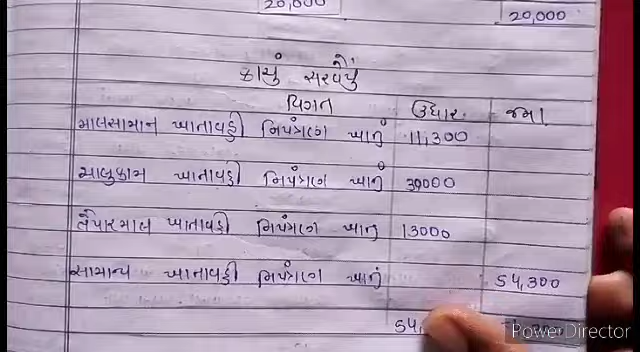 20,000 20,000
કાચું સરવૈયું
વિગત ઉધાર જમા
માલસામાન ખાતાવહી નિયંત્રણ ખાતું 11,300
ચાલુકામ ખાતાવહી નિયંત્રણ ખાતું 30000
તૈયારમાલ ખાતાવહી નિયંત્રણ ખાતું 13000
સામાન્ય ખાતાવહી નિયંત્રણ ખાતું 54,300
54,
PowerDirector